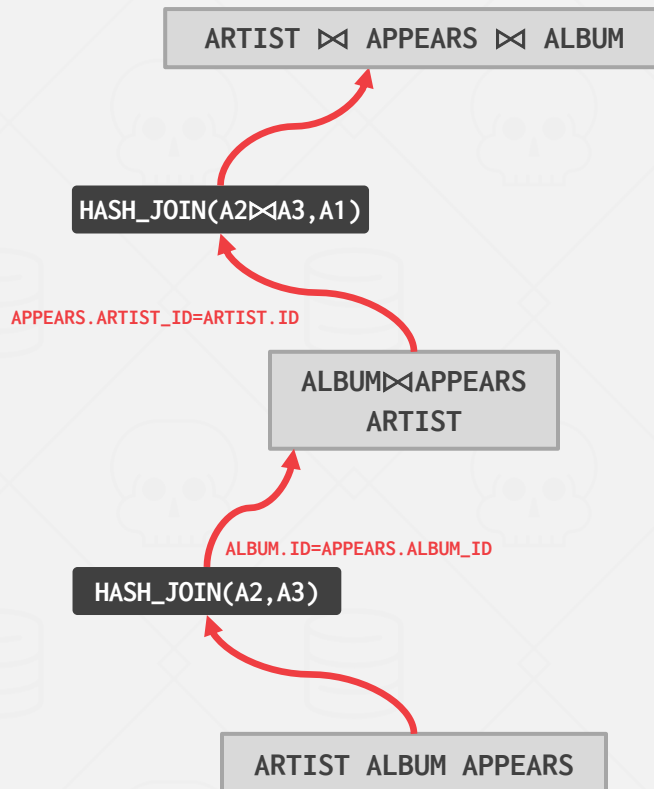 ARTIST ⋈ APPEARS ⋈ ALBUM
HASH_JOIN(A2⋈A3,A1)
APPEARS.ARTIST_ID=ARTIST.ID
ALBUM⋈APPEARS
ARTIST
ALBUM.ID=APPEARS.ALBUM_ID
HASH_JOIN(A2,A3)
ARTIST ALBUM APPEARS